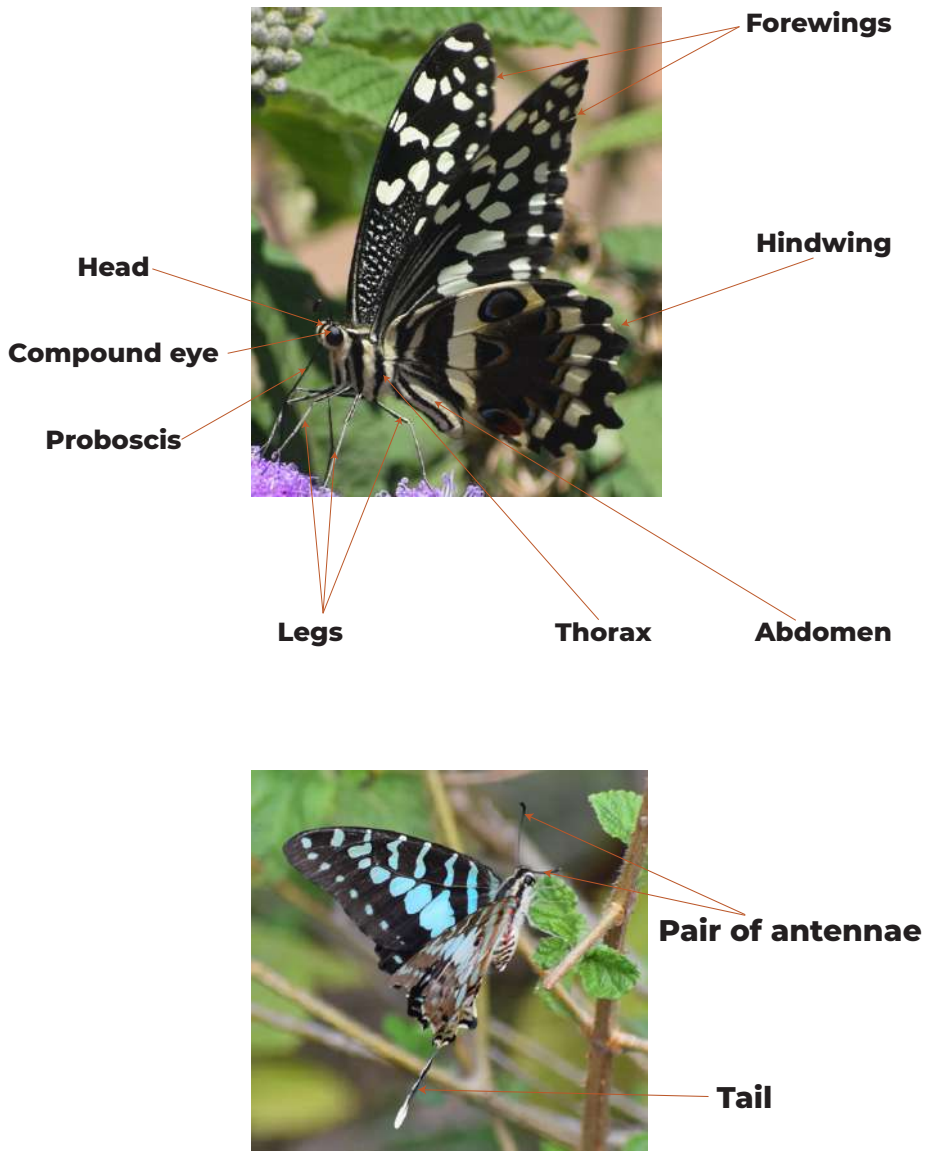 Forewings
Hindwing
Head
Compound eye
Proboscis
Legs
Thorax
Abdomen
Pair of antennae
Tail